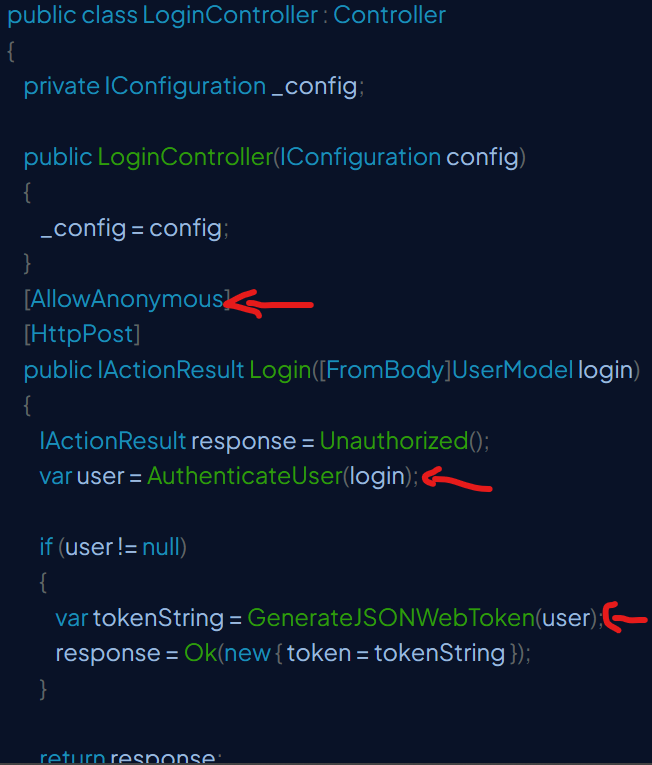 public class LoginController : Controller
{
private IConfiguration _config;
public LoginController(IConfiguration config)
{
_config = config;
}
[AllowAnonymous]
[HttpPost]
public IActionResult Login([FromBody]UserModel login)
{
IActionResult response = Unauthorized();
var user = AuthenticateUser(login);
if (user != null)
{
var tokenString = GenerateJSONWebToken(user);
response = Ok(new { token = tokenString });
}
return response;